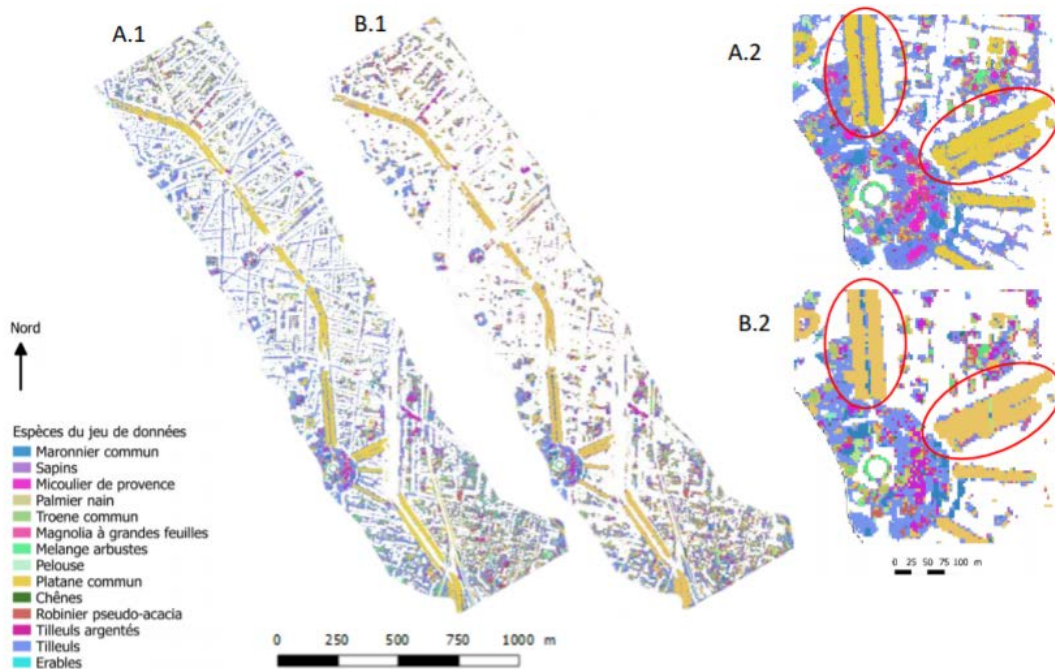 A.1
B.1
A.2
B.2
Nord
Espèces du jeu de données
Maronnier commun
Sapins
Micoulier de provence
Palmier nain
Troene commun
Magnolia à grandes feuilles
Melange arbustes
Pelouse
Platane commun
Chênes
Robinier pseudo-acacia
Tilleuls argentés
Tilleuls
Erables
0 250 500 750 1000 m
0 25 50 75 100 m